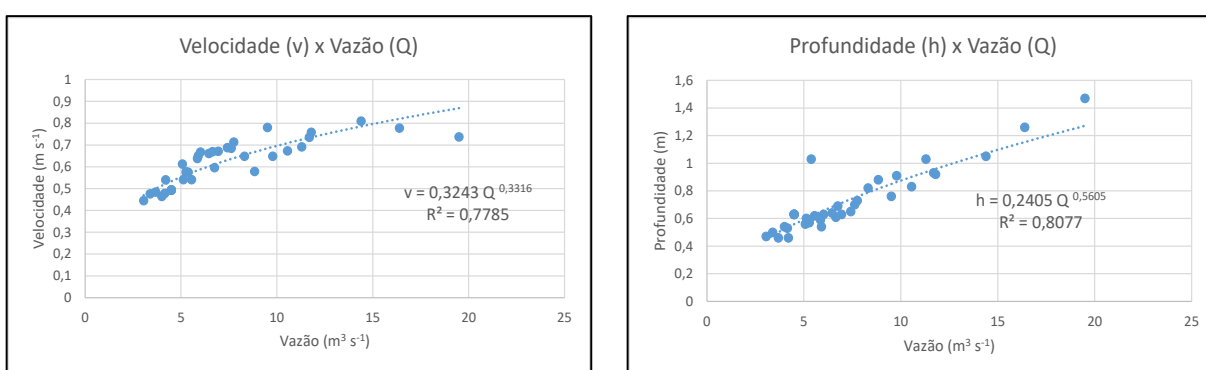 Velocidade (v) x Vazão (Q)
1
0,9
0,8
0,7
0,6
0,5
0,4
0,3
0,2
0,1
0
Velocidade (m s⁻¹)
v = 0,3243 Q ⁰,³³¹⁶
R² = 0,7785
0 5 10 15 20 25
Vazão (m³ s⁻¹)
Profundidade (h) x Vazão (Q)
1,6
1,4
1,2
1,0
0,8
0,6
0,4
0,2
0,0
Profundidade (m)
h = 0,2405 Q ⁰,⁵⁶⁰⁵
R² = 0,8077
0 5 10 15 20 25
Vazão (m³ s⁻¹)